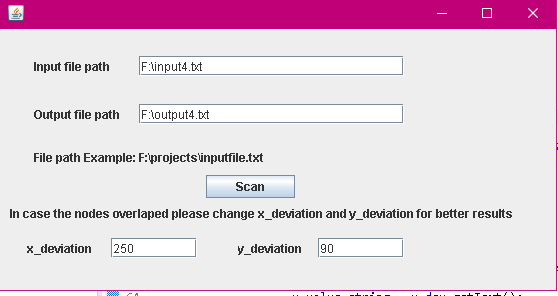 Input file path F:\input4.txt
Output file path F:\output4.txt
File path Example: F:\projects\inputfile.txt
Scan
In case the nodes overlaped please change x_deviation and y_deviation for better results
x_deviation 250 y_deviation 90